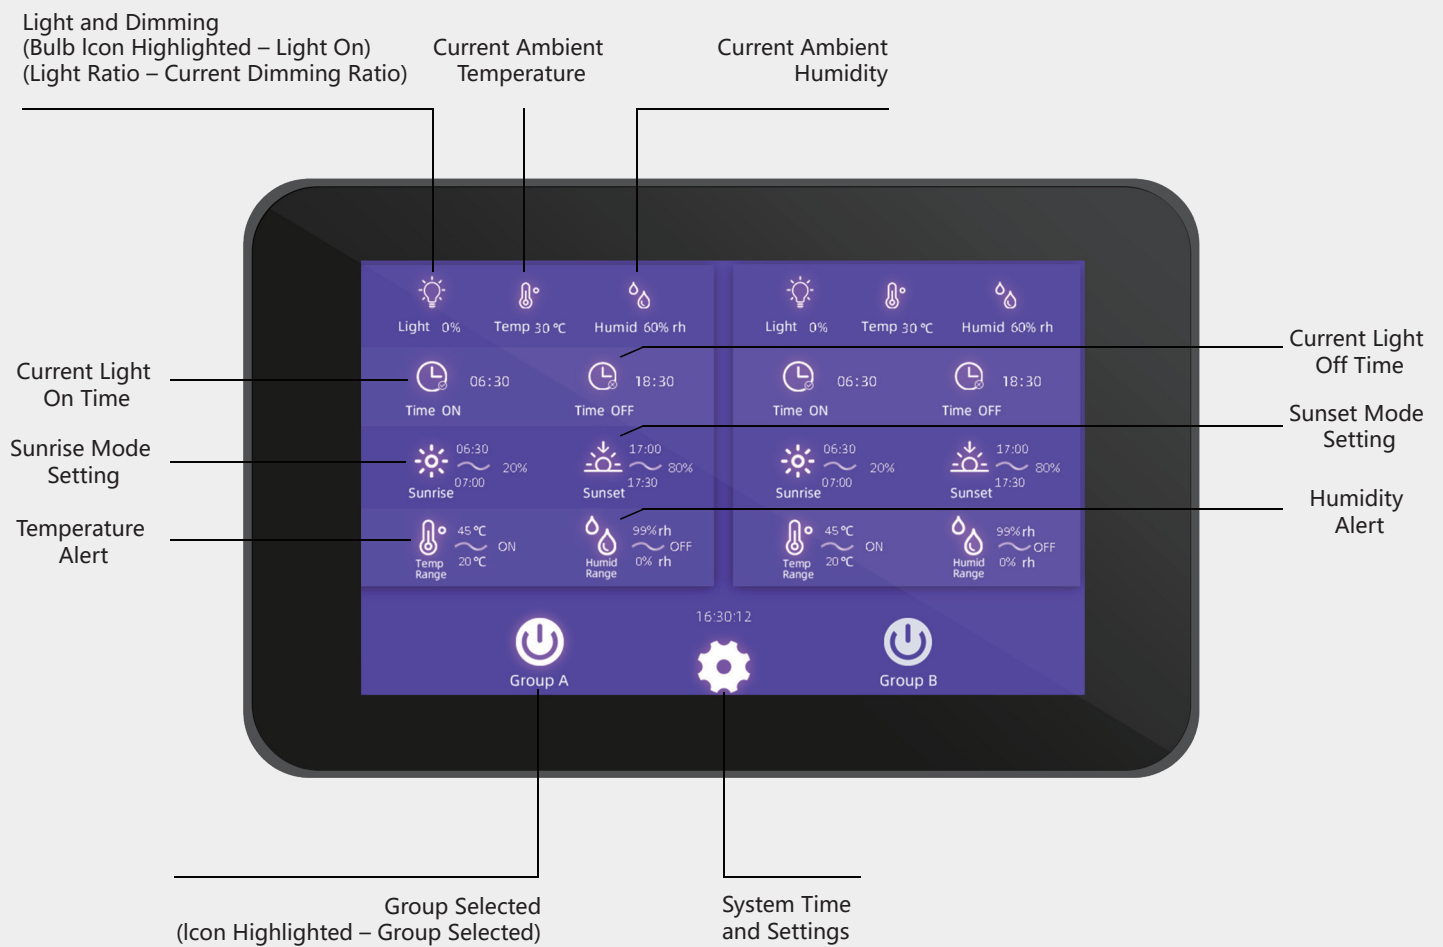 Light and Dimming
(Bulb Icon Highlighted – Light On)
(Light Ratio – Current Dimming Ratio)
Current Ambient
Temperature
Current Ambient
Humidity
Light 0%
Temp 30 ℃
Humid 60% rh
Light 0%
Temp 30 ℃
Humid 60% rh
Current Light
On Time
06:30
Time ON
18:30
Time OFF
06:30
Time ON
18:30
Time OFF
Current Light
Off Time
Sunrise Mode
Setting
06:30
20%
07:00
Sunrise
17:00
80%
17:30
Sunset
06:30
20%
07:00
Sunrise
17:00
80%
17:30
Sunset
Sunset Mode
Setting
Temperature
Alert
45 ℃
ON
20 ℃
Temp
Range
99% rh
OFF
0% rh
Humid
Range
45 ℃
ON
20 ℃
Temp
Range
99% rh
OFF
0% rh
Humid
Range
Humidity
Alert
16:30:12
Group A
Group B
Group Selected
(Icon Highlighted – Group Selected)
System Time
and Settings